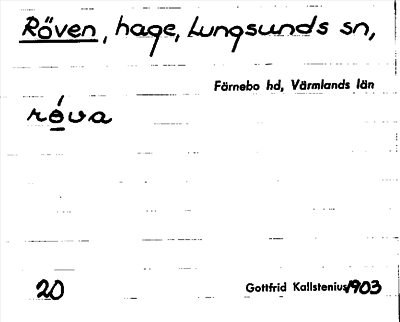 Röven, hage, Lungsunds sn,
Färnebo hd, Värmlands län
røva
20
Gottfrid Kallstenius 1903